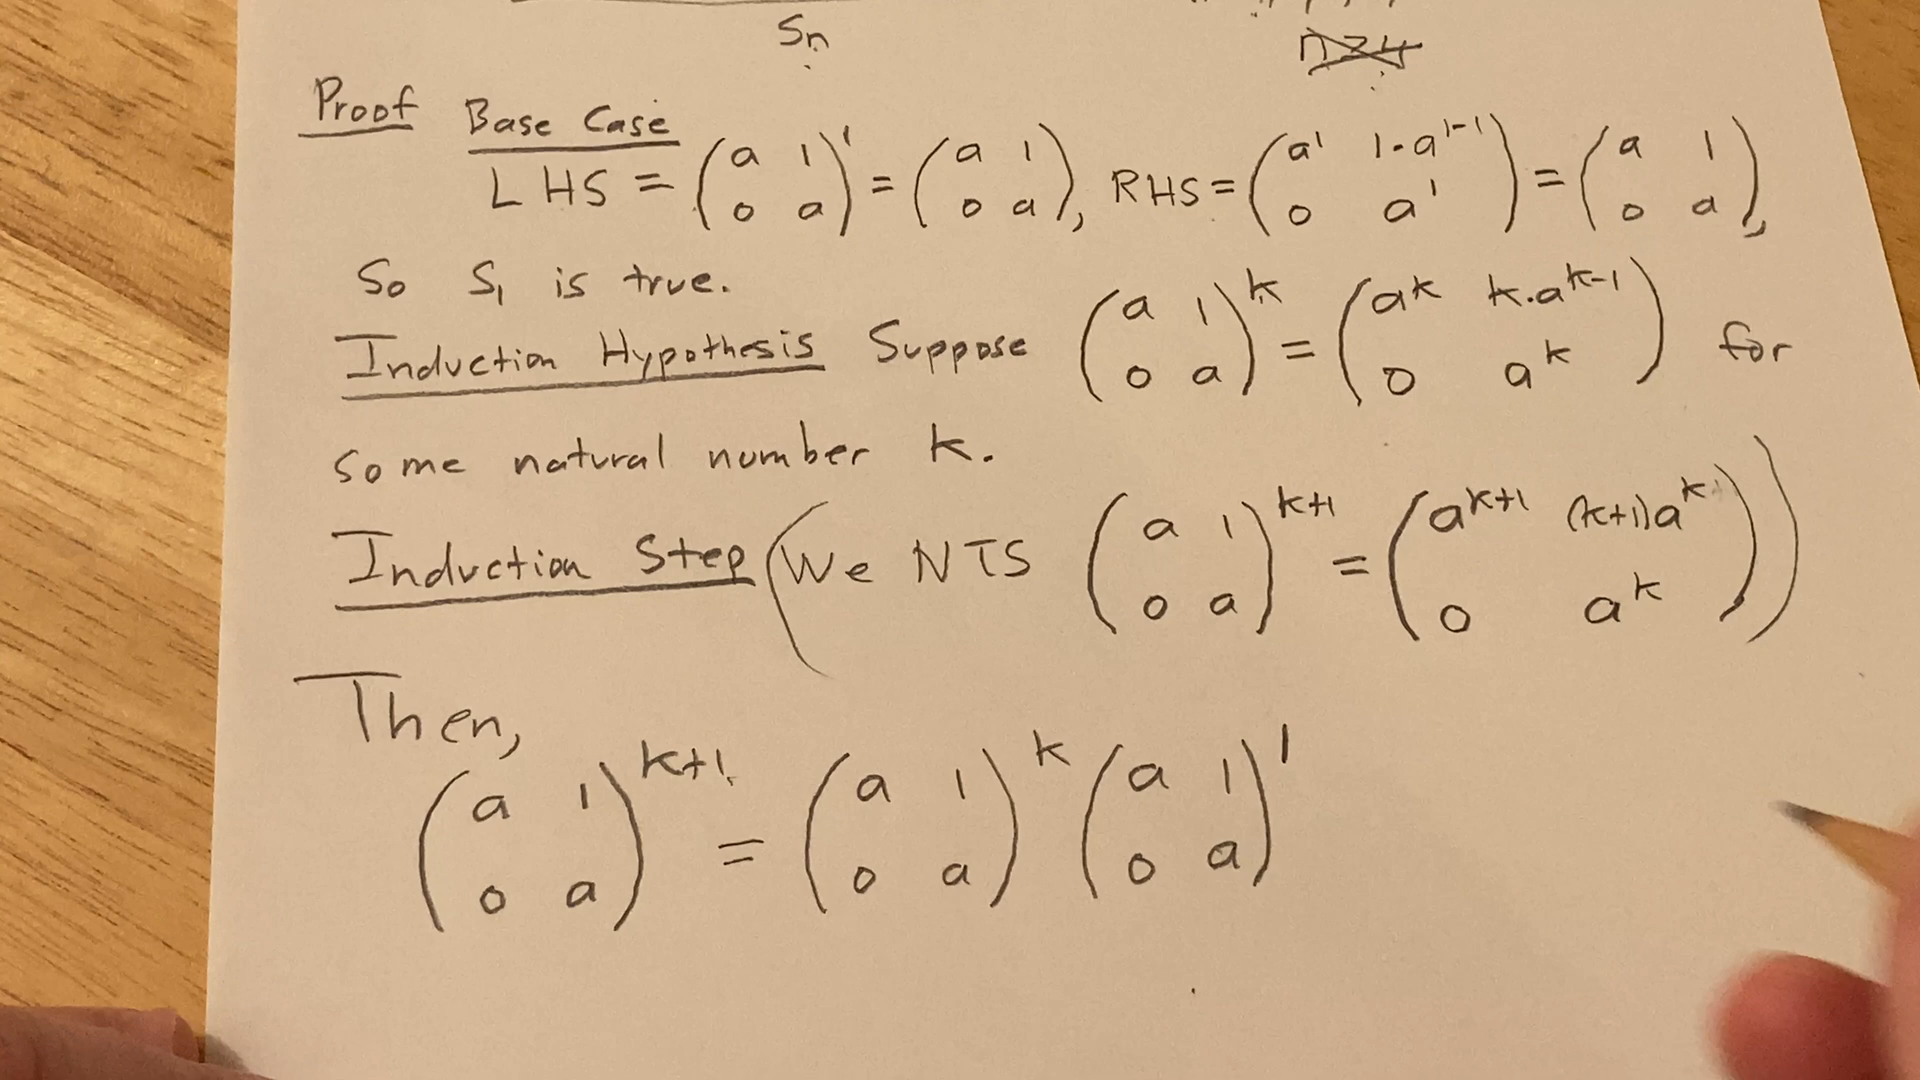 Sn
n≥4
Proof Base Case
LHS = (a 1 0 a)^1 = (a 1 0 a), RHS = (a^1 1·a^1-1 0 a^1) = (a 1 0 a),
So S1 is true.
Induction Hypothesis Suppose (a 1 0 a)^k = (a^k k·a^k-1 0 a^k) for
some natural number k.
Induction Step (We NTS (a 1 0 a)^k+1 = (a^k+1 (k+1)a^k 0 a^k))
Then,
(a 1 0 a)^k+1 = (a 1 0 a)^k (a 1 0 a)^1